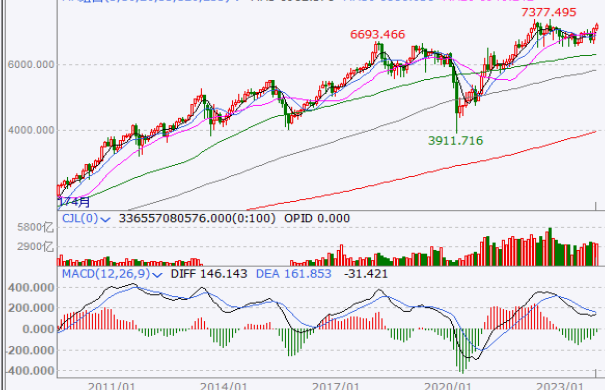 7377.495
6693.466
6000.000
4000.000
3911.716
174月
CJL(0) 336557080576.000(0:100) OPID 0.000
5800亿
2900亿
MACD(12,26,9) DIFF 146.143 DEA 161.853 -31.421
400.000
200.000
0.000
-200.000
-400.000
2011/01 2014/01 2017/01 2020/01 2023/01